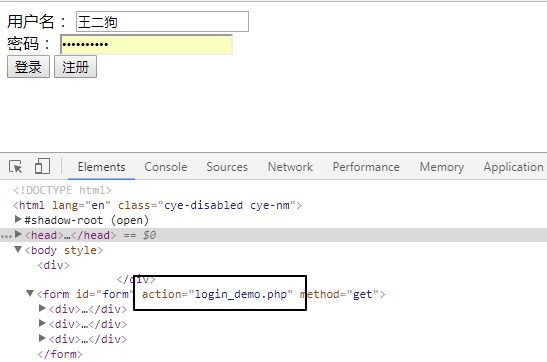 用户名： 王二狗
密码： ••••••••••
登录 注册
Elements Console Sources Network Performance Memory Application
<!DOCTYPE html>
<html lang="en" class="cye-disabled cye-nm">
▶#shadow-root (open)
…▶<head>…</head> == $0
▼<body style>
<div>
</div>
▼<form id="form" action="login_demo.php" method="get">
▶<div>…</div>
▶<div>…</div>
▶<div>…</div>
</form>